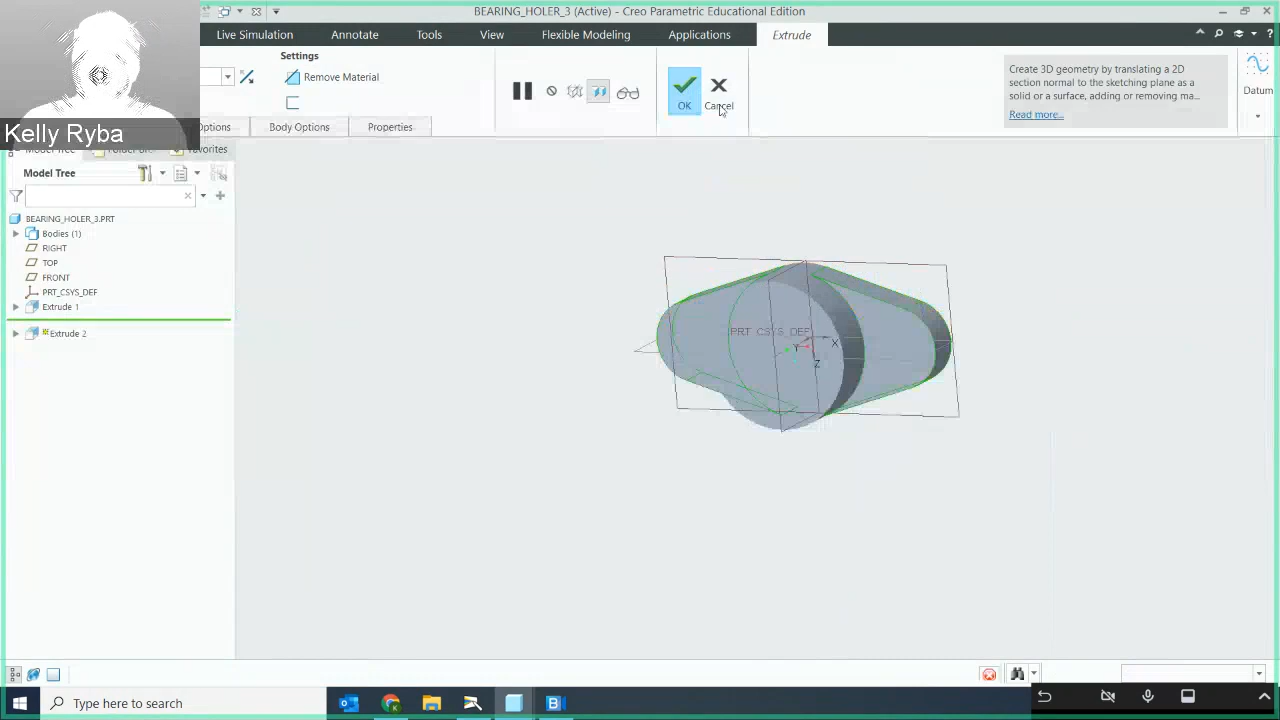 BEARING_HOLER_3 (Active) - Creo Parametric Educational Edition
Live Simulation Annotate Tools View Flexible Modeling Applications Extrude
Settings
Remove Material
OK Cancel
Create 3D geometry by translating a 2D
section normal to the sketching plane as a
solid or a surface, adding or removing ma...
Read more...
Datum
Kelly Ryba
Options Body Options Properties
Model Tree Favorites
Model Tree
BEARING_HOLER_3.PRT
Bodies (1)
RIGHT
TOP
FRONT
PRT_CSYS_DEF
Extrude 1
Extrude 2
PRT_CSYS_DEF
X
Y
Z
Type here to search